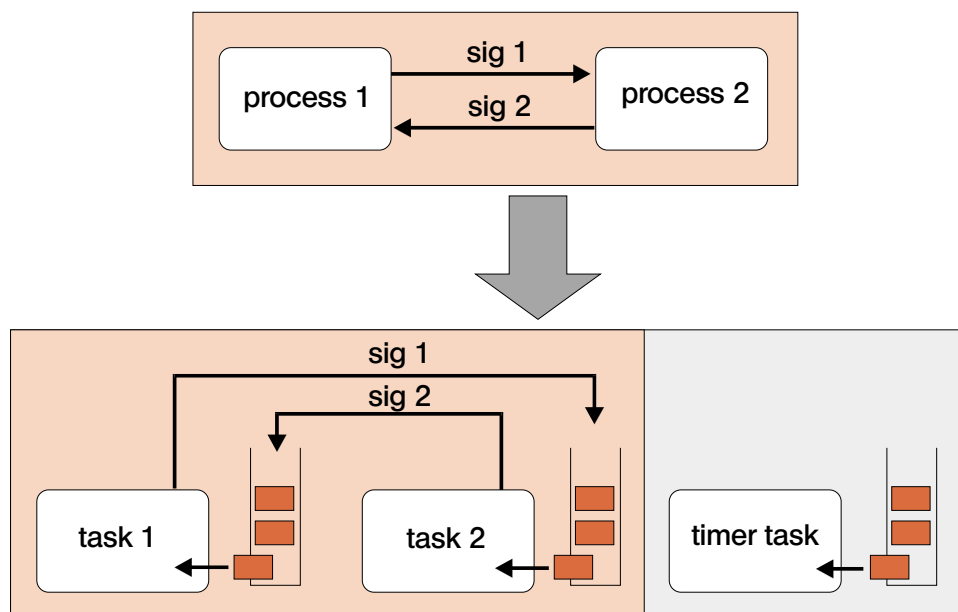 sig 1
process 1
process 2
sig 2
sig 1
sig 2
task 1
task 2
timer task